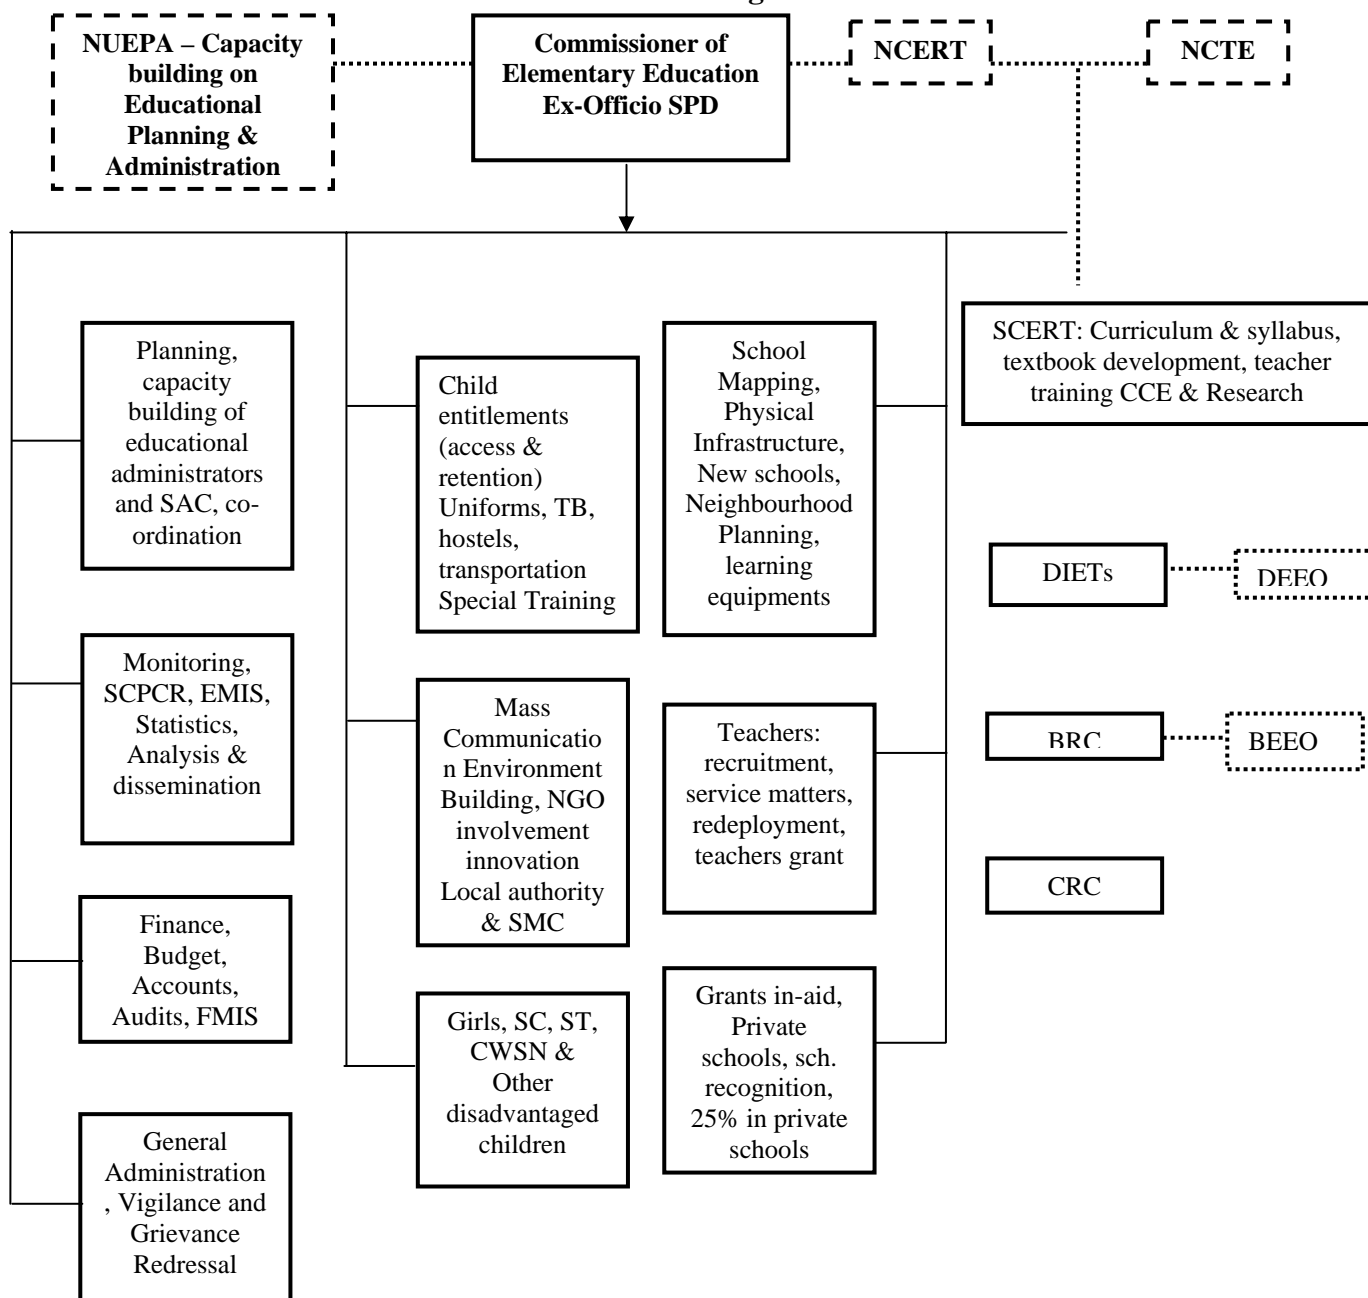 NUEPA – Capacity
building on
Educational
Planning &
Administration
Commissioner of
Elementary Education
Ex-Officio SPD
NCERT
NCTE
Planning,
capacity
building of
educational
administrators
and SAC, co-
ordination
Monitoring,
SCPCR, EMIS,
Statistics,
Analysis &
dissemination
Finance,
Budget,
Accounts,
Audits, FMIS
General
Administration
, Vigilance and
Grievance
Redressal
Child
entitlements
(access &
retention)
Uniforms, TB,
hostels,
transportation
Special Training
Mass
Communicatio
n Environment
Building, NGO
involvement
innovation
Local authority
& SMC
Girls, SC, ST,
CWSN &
Other
disadvantaged
children
School
Mapping,
Physical
Infrastructure,
New schools,
Neighbourhood
Planning,
learning
equipments
Teachers:
recruitment,
service matters,
redeployment,
teachers grant
Grants in-aid,
Private
schools, sch.
recognition,
25% in private
schools
SCERT: Curriculum & syllabus,
textbook development, teacher
training CCE & Research
DIETs
DEEO
BRC
BEEO
CRC